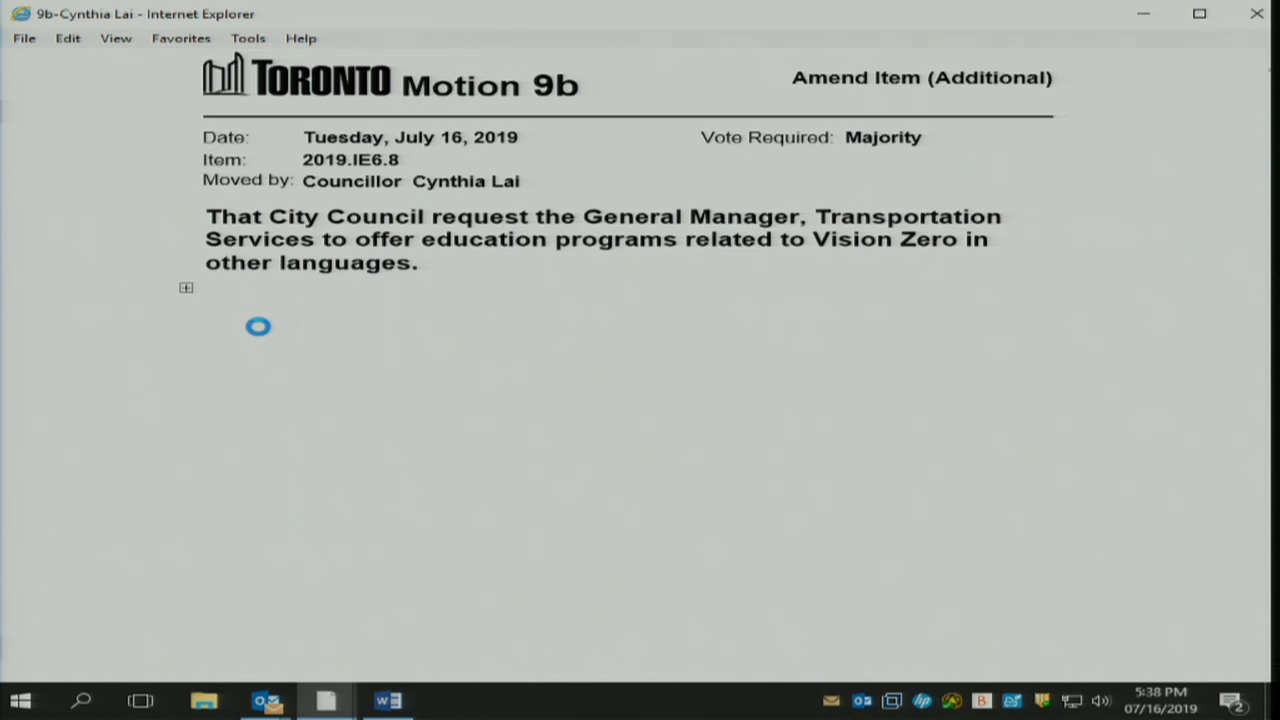 9b-Cynthia Lai - Internet Explorer
File Edit View Favorites Tools Help
TORONTO Motion 9b
Amend Item (Additional)
Date: Tuesday, July 16, 2019 Vote Required: Majority
Item: 2019.IE6.8
Moved by: Councillor Cynthia Lai
That City Council request the General Manager, Transportation
Services to offer education programs related to Vision Zero in
other languages.
5:38 PM
07/16/2019
2